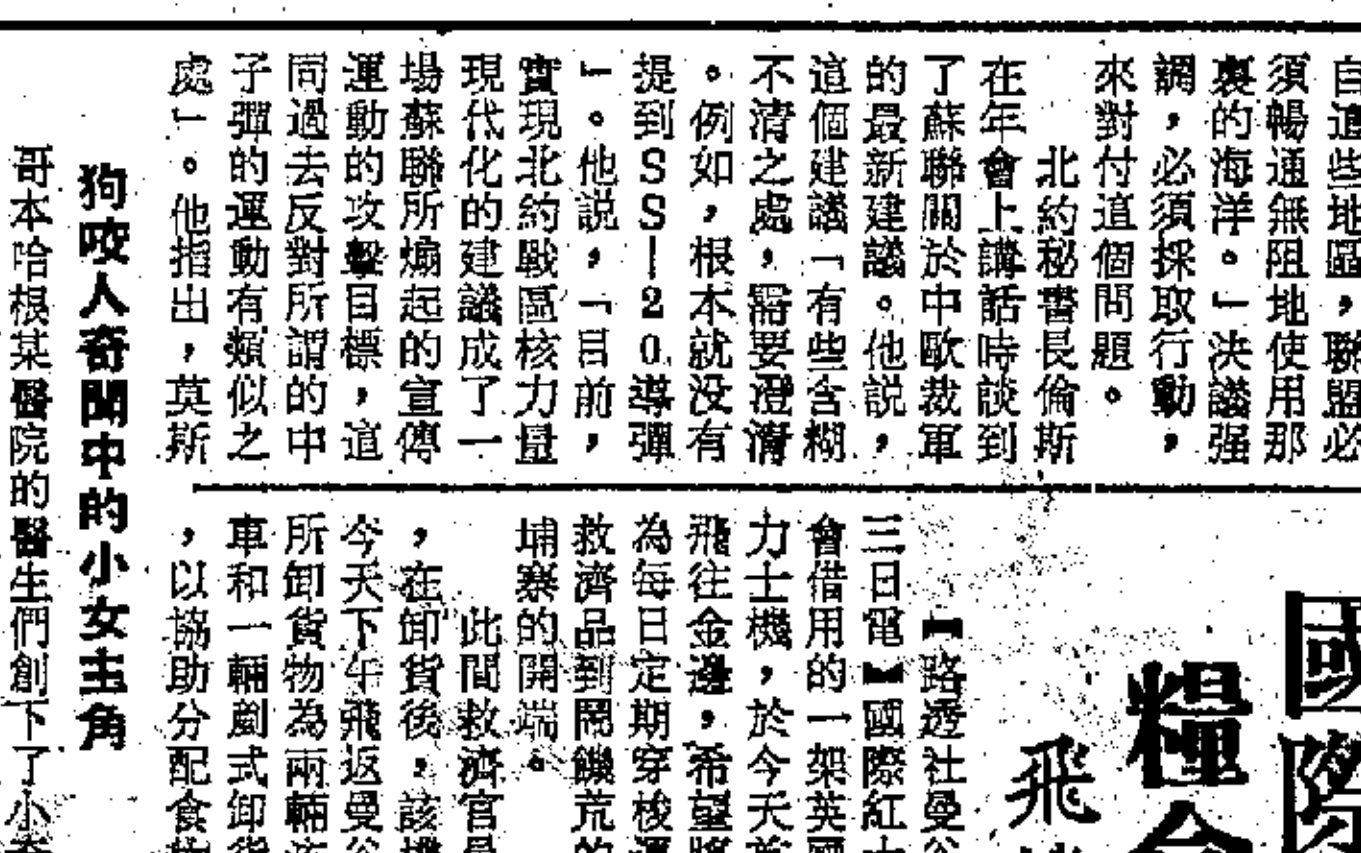 自這些地區，聯盟必
須暢通無阻地使用那
裏的海洋。」決議强
調，必須採取行動，
來對付這個問題。
北約秘書長倫斯
在年會上講話時談到
了蘇聯關於中歐裁軍
的最新建議。他説，
這個建議「有些含糊
不清之處，需要澄清
。例如，根本就没有
提到SS—20導彈
」。他説，「目前，
實現北約戰區核力量
現代化的建議成了一
場蘇聯所煽起的宣傳
運動的攻擊目標，這
同過去反對所謂的中
子彈的運動有類似之
處」。他指出，莫斯
國際
糧食
飛
【路透社曼谷
三日電】國際紅十
會借用的一架英國
力士機，於今天首
飛往金邊，希望將
為每日定期穿梭運
救濟品到鬧饑荒的
埔寨的開端。
此間救濟官員
，在卸貨後，該機
今天下午飛返曼谷
所卸貨物為兩輛
車和一輛剷式卸貨
，以協助分配食物
狗咬人奇聞中的小女主角
哥本哈根某醫院的醫生們創下了小